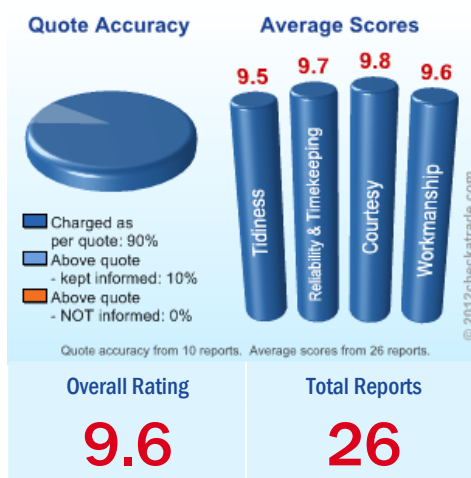 Quote Accuracy
Charged as
per quote: 90%
Above quote
- kept informed: 10%
Above quote
- NOT informed: 0%
Average Scores
9.5
9.7
9.8
9.6
Tidiness
Reliability & Timekeeping
Courtesy
Workmanship
© 2012checkatrade.com
Quote accuracy from 10 reports. Average scores from 26 reports.
Overall Rating
9.6
Total Reports
26